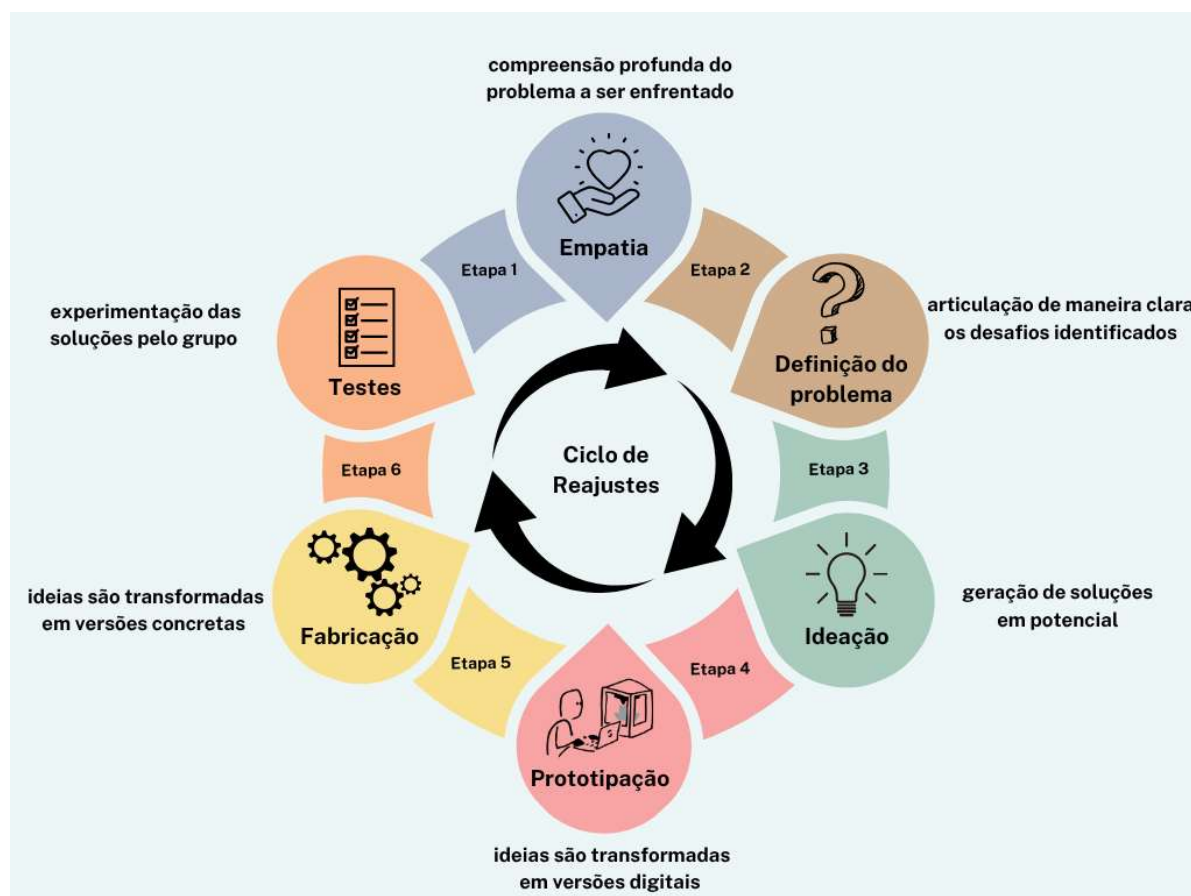 compreensão profunda do
problema a ser enfrentado
Empatia
Etapa 1
Etapa 2
experimentação das
soluções pelo grupo
Testes
articulação de maneira clara
os desafios identificados
Definição do
problema
Ciclo de
Reajustes
Etapa 6
Etapa 3
ideias são transformadas
em versões concretas
Fabricação
Ideação
geração de soluções
em potencial
Etapa 5
Etapa 4
Prototipação
ideias são transformadas
em versões digitais